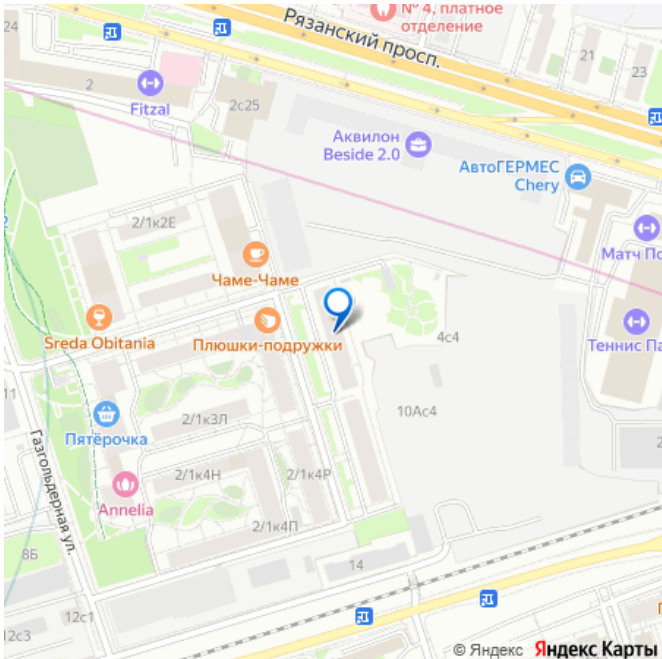 № 4, платное
отделение
Рязанский просп.
21
23
2
Fitzal
2с25
Аквилон
Beside 2.0
АвтоГЕРМЕС
Chery
2/1к2Е
Матч По
Чаме-Чаме
Sreda Obitania
Плюшки-подружки
4с4
Теннис Па
11
10Ас4
2/1к3Л
Пятёрочка
Газгольдерная ул.
2/1к4Н
2/1к4Р
Annelia
2/1к4П
8Б
14
12с1
12с3
© Яндекс Яндекс Карты